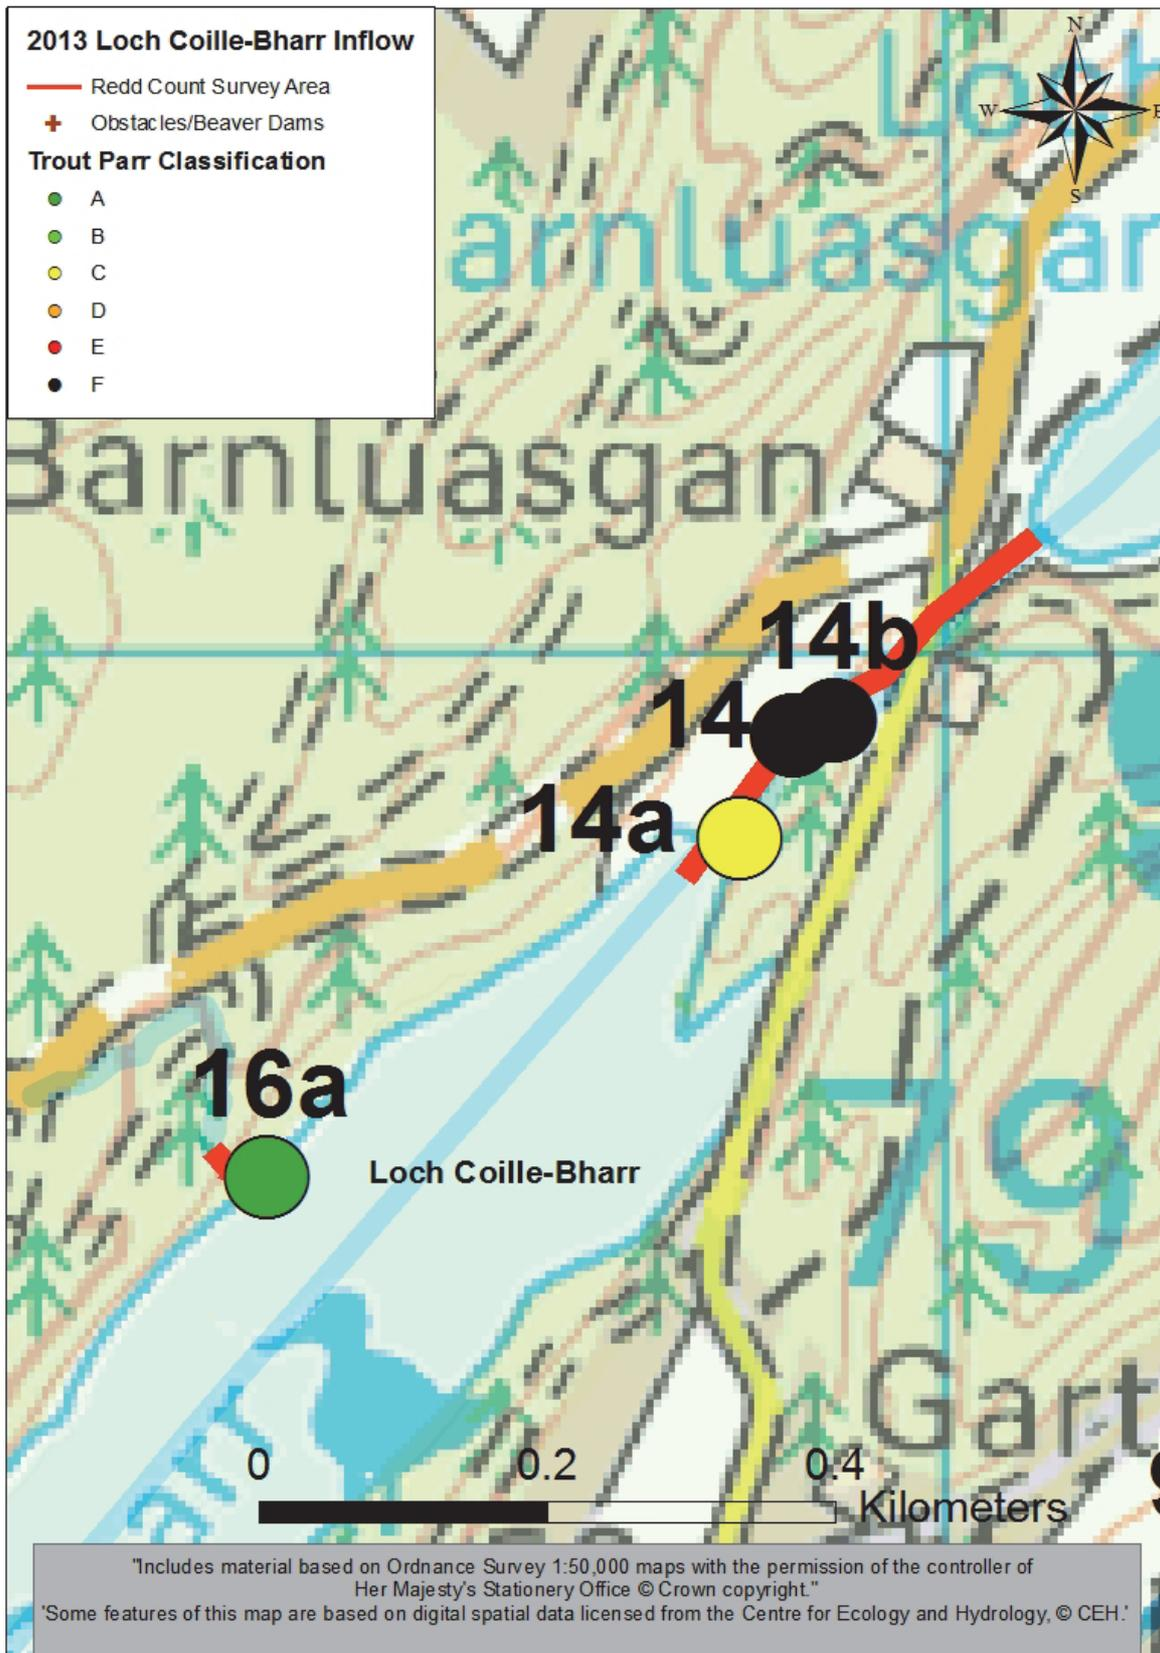 2013 Loch Coille-Bharr Inflow
Redd Count Survey Area
Obstacles/Beaver Dams
Trout Parr Classification
A
B
C
D
E
F
N
W
E
S
Loch
arnluasgan
Barnluasgan
14b
14
14a
16a
Loch Coille-Bharr
79
Gart
arr
0 0.2 0.4
Kilometers
"Includes material based on Ordnance Survey 1:50,000 maps with the permission of the controller of
Her Majesty's Stationery Office © Crown copyright."
'Some features of this map are based on digital spatial data licensed from the Centre for Ecology and Hydrology, © CEH.'